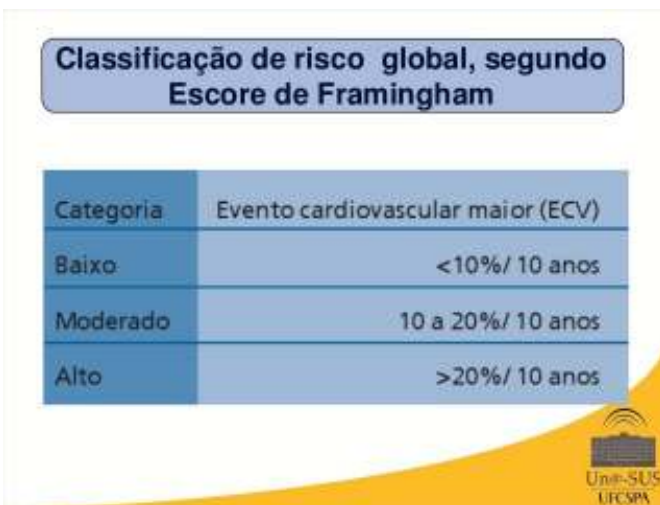 Classificação de risco global, segundo
Escore de Framingham
Categoria Evento cardiovascular maior (ECV)
Baixo <10%/ 10 anos
Moderado 10 a 20%/ 10 anos
Alto >20%/ 10 anos
Un@-SUS
UFCSPA